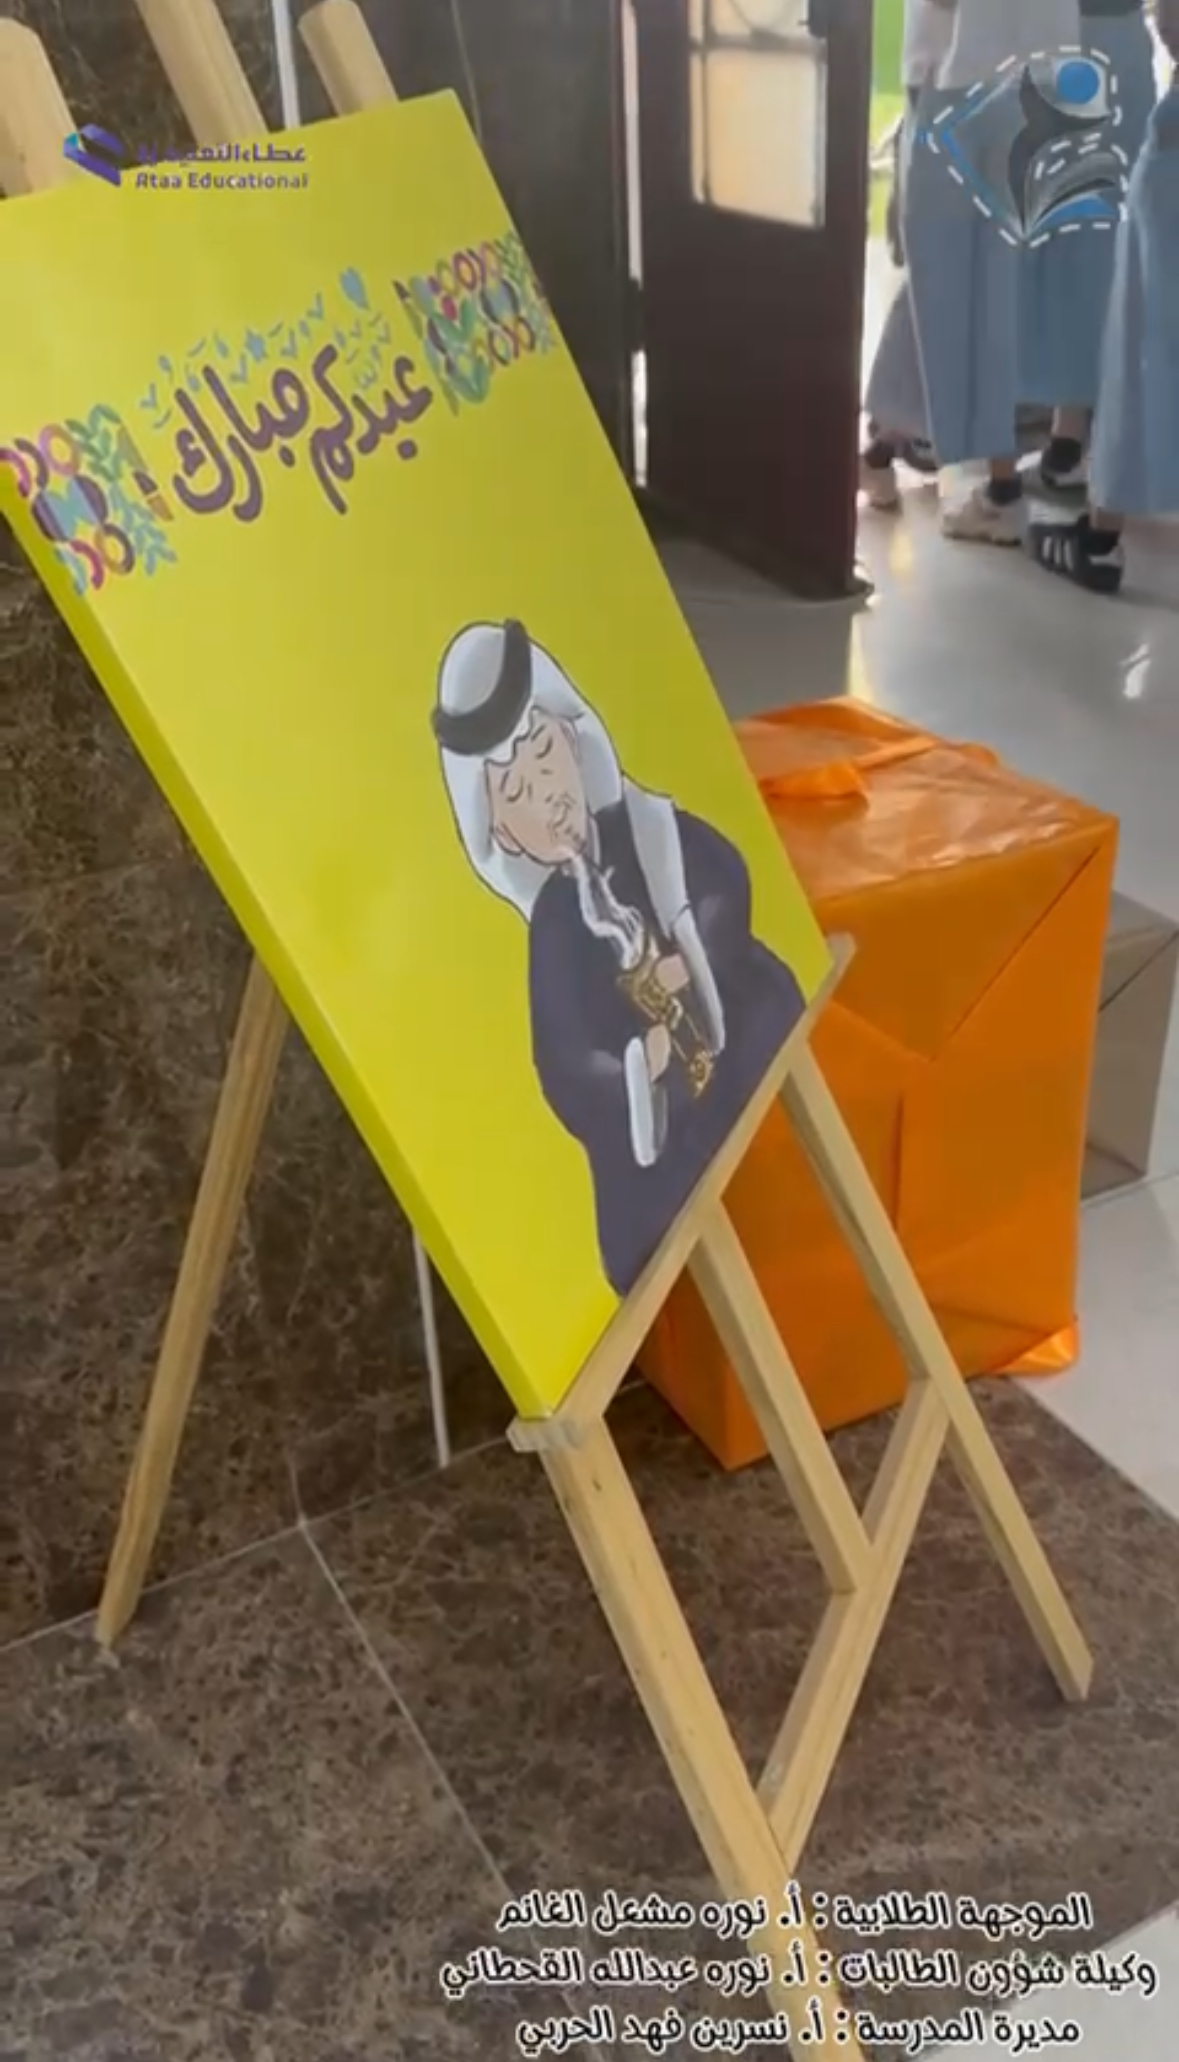 عطاء التعليمية
Ataa Educational
عيدكم مبارك
الموجهة الطلابية : أ. نوره مشعل الغانم
وكيلة شؤون الطالبات : أ. نوره عبدالله القحطاني
مديرة المدرسة : أ. نسرين فهد الحربي